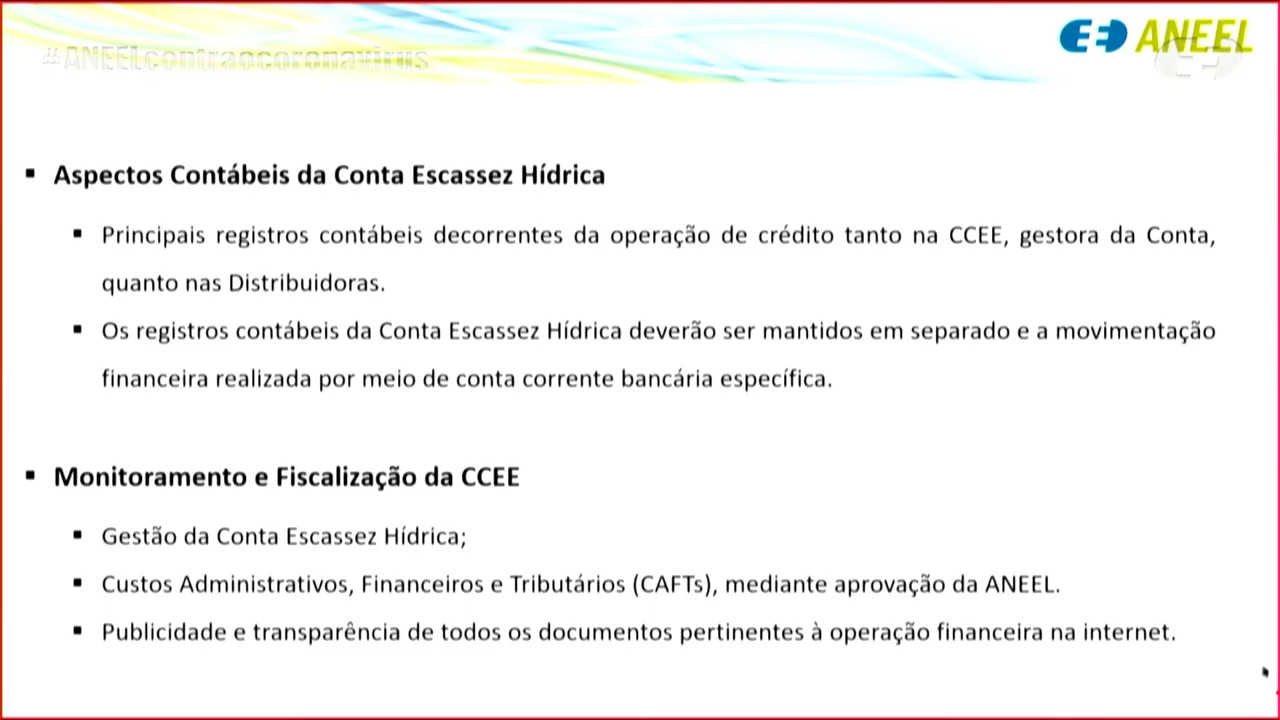 #ANEELcontraocoronavirus
ANEEL
▪ Aspectos Contábeis da Conta Escassez Hídrica
▪ Principais registros contábeis decorrentes da operação de crédito tanto na CCEE, gestora da Conta,
quanto nas Distribuidoras.
▪ Os registros contábeis da Conta Escassez Hídrica deverão ser mantidos em separado e a movimentação
financeira realizada por meio de conta corrente bancária específica.
▪ Monitoramento e Fiscalização da CCEE
▪ Gestão da Conta Escassez Hídrica;
▪ Custos Administrativos, Financeiros e Tributários (CAFTs), mediante aprovação da ANEEL.
▪ Publicidade e transparência de todos os documentos pertinentes à operação financeira na internet.